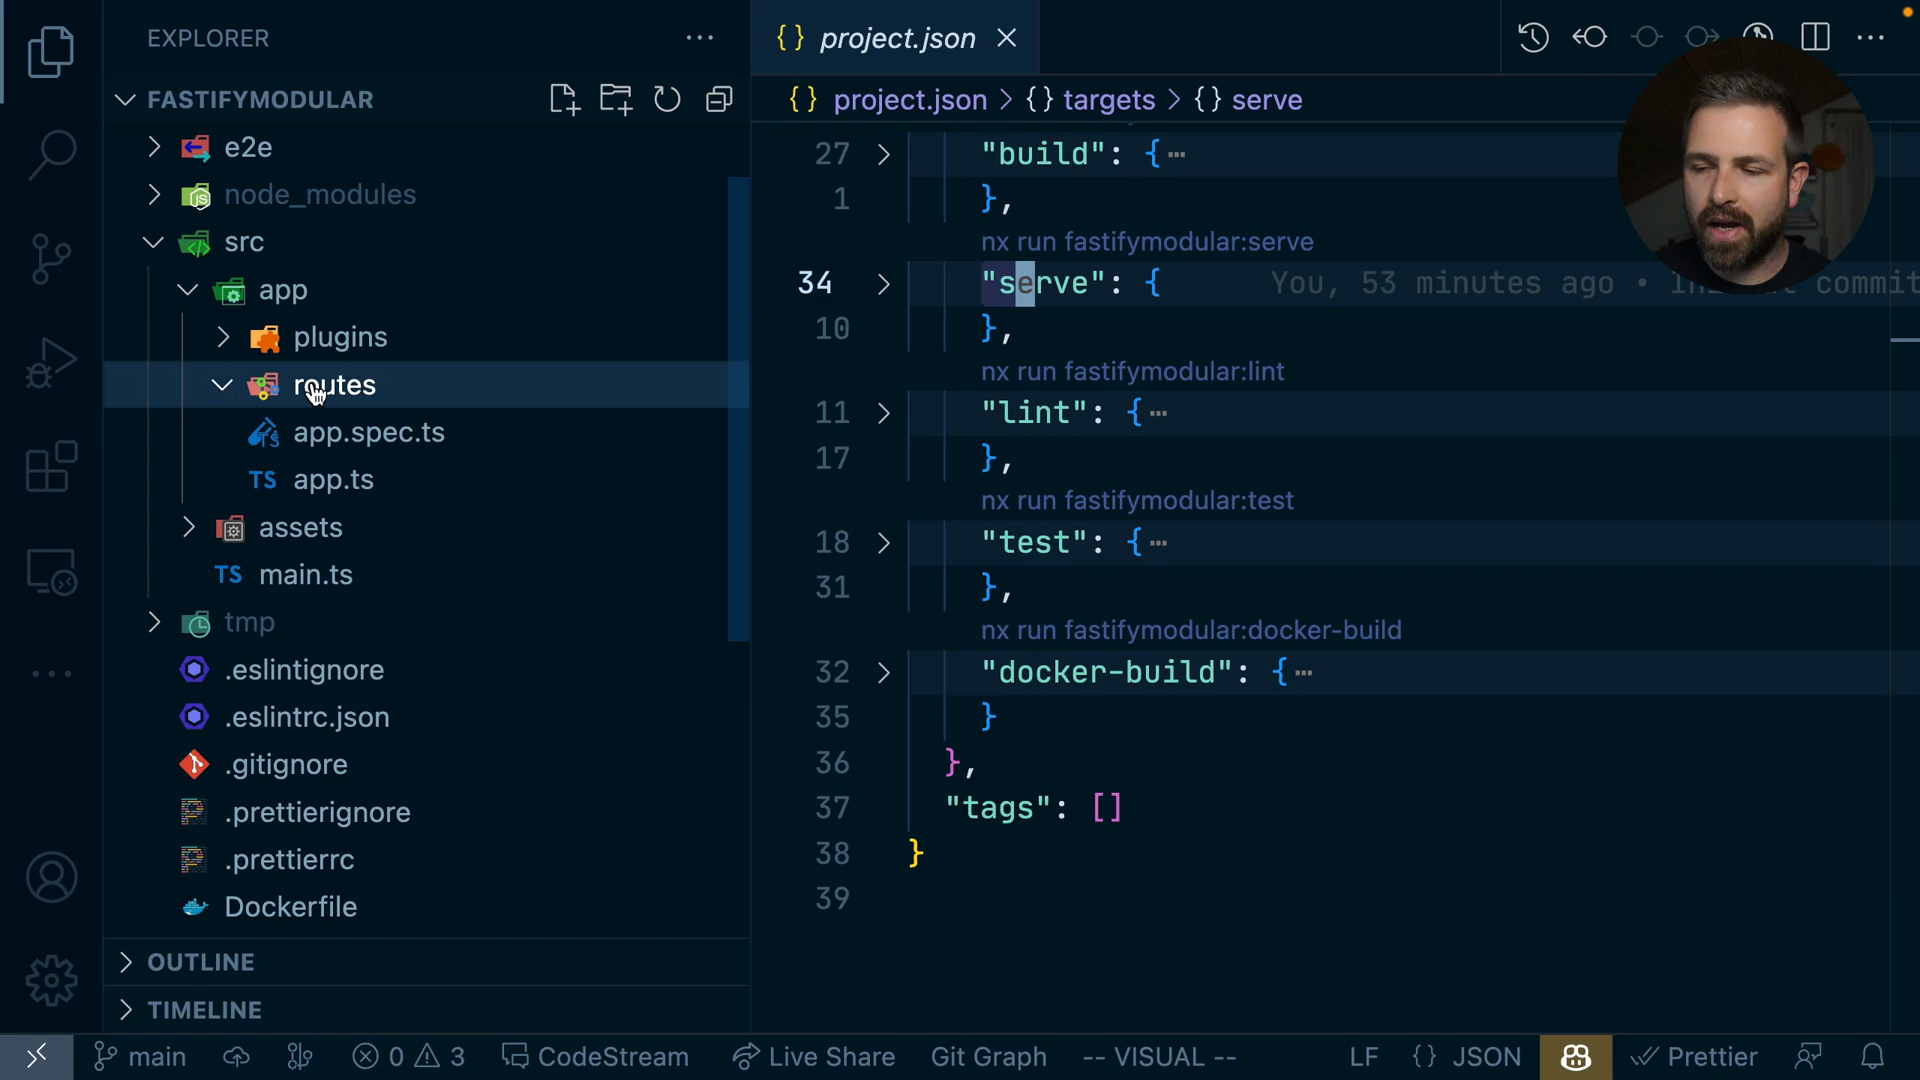 EXPLORER
FASTIFYMODULAR
e2e
node_modules
src
app
plugins
routes
app.spec.ts
TS app.ts
assets
TS main.ts
tmp
.eslintignore
.eslintrc.json
.gitignore
.prettierignore
.prettierrc
Dockerfile
OUTLINE
TIMELINE
{} project.json
{} project.json > {} targets > {} serve
27 > "build": { ⋯
1 },
nx run fastifymodular:serve
34 > "serve": { You, 53 minutes ago • commit
10 },
nx run fastifymodular:lint
11 > "lint": { ⋯
17 },
nx run fastifymodular:test
18 > "test": { ⋯
31 },
nx run fastifymodular:docker-build
32 > "docker-build": { ⋯
35 }
36 },
37 "tags": []
38 }
39
main 0 3 CodeStream Live Share Git Graph -- VISUAL -- LF {} JSON Prettier